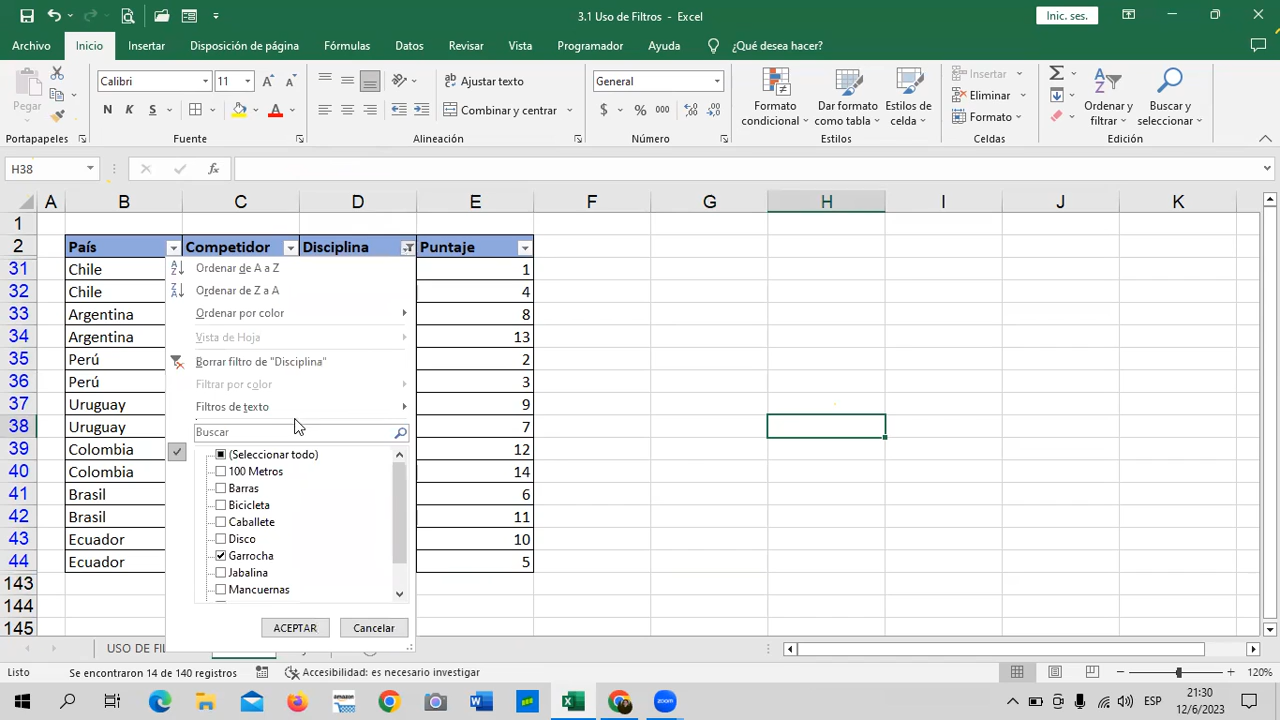 3.1 Uso de Filtros - Excel
Inic. ses.
Archivo Inicio Insertar Disposición de página Fórmulas Datos Revisar Vista Programador Ayuda ¿Qué desea hacer?
Pegar
Calibri 11
N K S
Ajustar texto
Combinar y centrar
General
$ % 000
Formato condicional
Dar formato como tabla
Estilos de celda
Insertar
Eliminar
Formato
Ordenar y filtrar
Buscar y seleccionar
Portapapeles Fuente Alineación Número Estilos Celdas Edición
H38 fx
A B C D E F G H I J K
1
2 País Competidor Disciplina Puntaje
31 Chile 1
32 Chile 4
33 Argentina 8
34 Argentina 13
35 Perú 2
36 Perú 3
37 Uruguay 9
38 Uruguay 7
39 Colombia 12
40 Colombia 14
41 Brasil 6
42 Brasil 11
43 Ecuador 10
44 Ecuador 5
143
144
145
Ordenar de A a Z
Ordenar de Z a A
Ordenar por color
Vista de Hoja
Borrar filtro de "Disciplina"
Filtrar por color
Filtros de texto
Buscar
(Seleccionar todo)
100 Metros
Barras
Bicicleta
Caballete
Disco
Garrocha
Jabalina
Mancuernas
ACEPTAR Cancelar
USO DE FIL
Listo Se encontraron 14 de 140 registros Accesibilidad: es necesario investigar 120%
amazon
zoom
ESP
21:30
12/6/2023